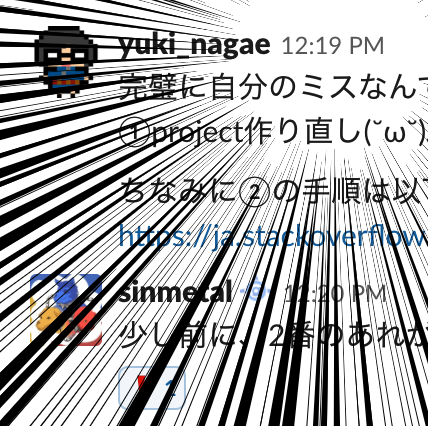 yuki_nagae 12:19 PM
完璧に自分のミスなんで
①project作り直し(˘ω˘)
ちなみに②の手順は以下
https://ja.stackoverflow
sinmetal 12:20 PM
少し前に、2番のあれか